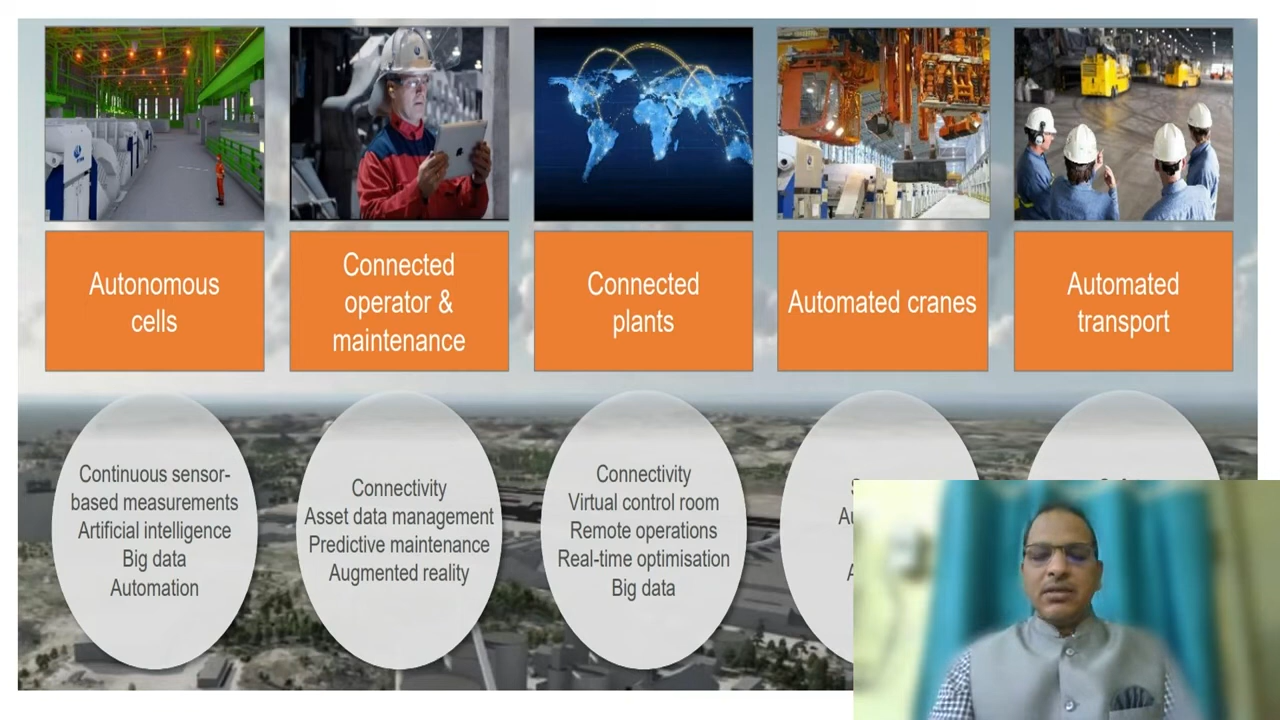 Autonomous
cells
Connected
operator &
maintenance
Connected
plants
Automated cranes
Automated
transport
Continuous sensor-
based measurements
Artificial intelligence
Big data
Automation
Connectivity
Asset data management
Predictive maintenance
Augmented reality
Connectivity
Virtual control room
Remote operations
Real-time optimisation
Big data